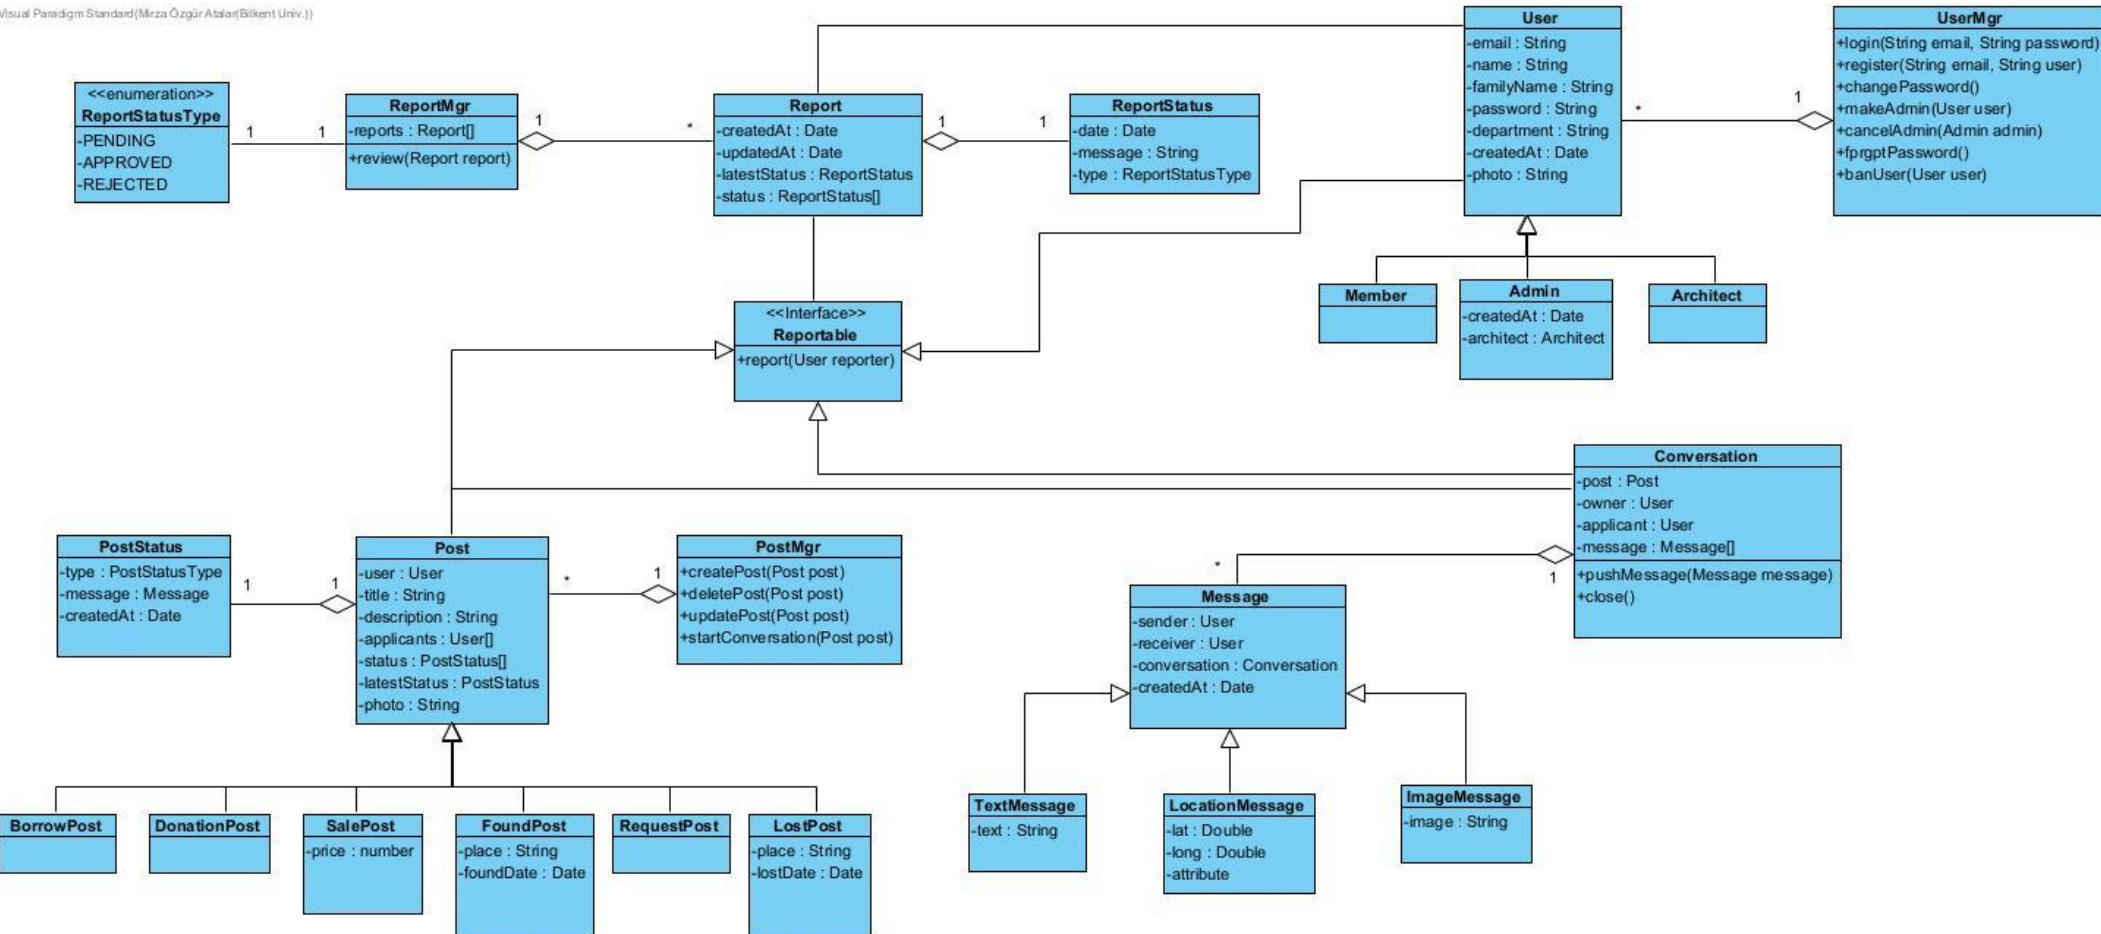 Visual Paradigm Standard(Mirza Özgür Atalar(Bilkent Univ.))
<<enumeration>>
ReportStatusType
-PENDING
-APPROVED
-REJECTED
1
1
ReportMgr
-reports : Report[]
+review(Report report)
1
*
Report
-createdAt : Date
-updatedAt : Date
-latestStatus : ReportStatus
-status : ReportStatus[]
1
1
ReportStatus
-date : Date
-message : String
-type : ReportStatusType
User
-email : String
-name : String
-familyName : String
-password : String
-department : String
-createdAt : Date
-photo : String
*
1
UserMgr
+login(String email, String password)
+register(String email, String user)
+changePassword()
+makeAdmin(User user)
+cancelAdmin(Admin admin)
+fprgptPassword()
+banUser(User user)
Member
Admin
-createdAt : Date
-architect : Architect
Architect
<<Interface>>
Reportable
+report(User reporter)
Conversation
-post : Post
-owner : User
-applicant : User
-message : Message[]
+pushMessage(Message message)
+close()
1
*
PostStatus
-type : PostStatusType
-message : Message
-createdAt : Date
1
1
Post
-user : User
-title : String
-description : String
-applicants : User[]
-status : PostStatus[]
-latestStatus : PostStatus
-photo : String
*
1
PostMgr
+createPost(Post post)
+deletePost(Post post)
+updatePost(Post post)
+startConversation(Post post)
Message
-sender : User
-receiver : User
-conversation : Conversation
-createdAt : Date
BorrowPost
DonationPost
SalePost
-price : number
FoundPost
-place : String
-foundDate : Date
RequestPost
LostPost
-place : String
-lostDate : Date
TextMessage
-text : String
LocationMessage
-lat : Double
-long : Double
-attribute
ImageMessage
-image : String